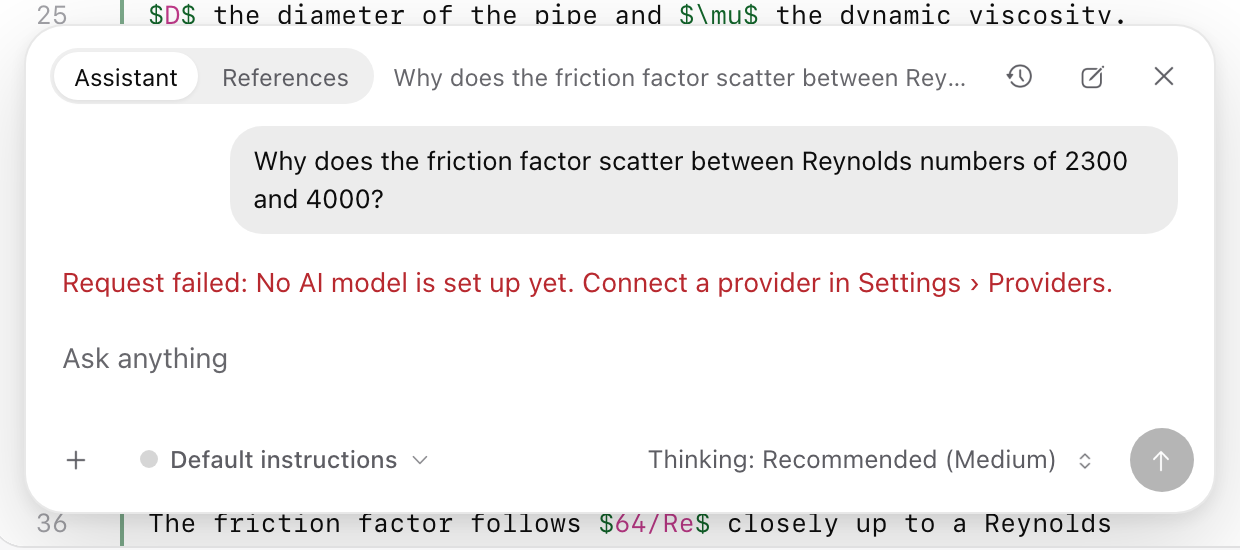 25 $D$ the diameter of the pipe and $\mu$ the dynamic viscosity.
Assistant References Why does the friction factor scatter between Rey...
Why does the friction factor scatter between Reynolds numbers of 2300
and 4000?
Request failed: No AI model is set up yet. Connect a provider in Settings › Providers.
Ask anything
Default instructions Thinking: Recommended (Medium)
36 The friction factor follows $64/Re$ closely up to a Reynolds